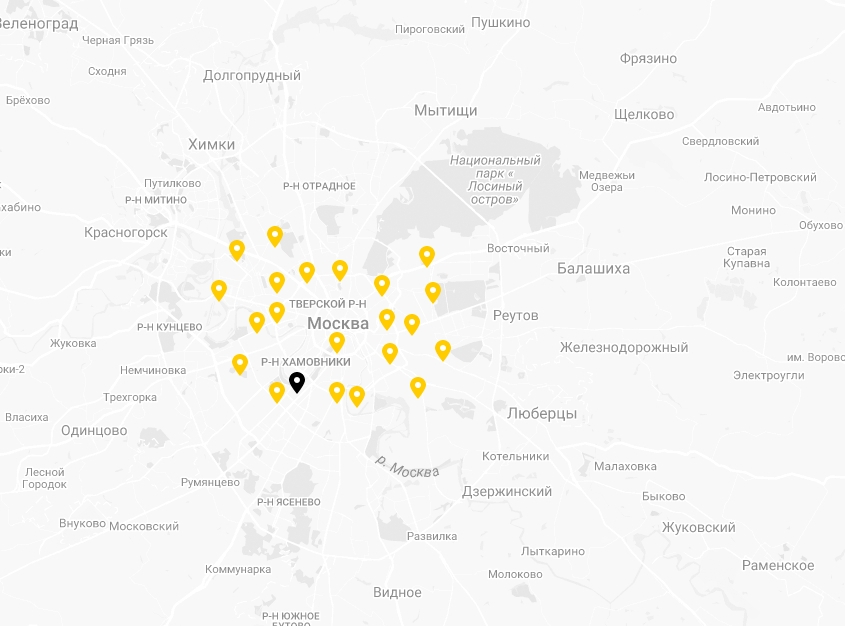 Зеленоград
Пироговский
Пушкино
Черная Грязь
Фрязино
Сходня
Долгопрудный
Брёхово
Мытищи
Щелково
Авдотьино
Химки
Свердловский
Национальный
парк «
Лосиный
остров»
Медвежьи
Озера
Лосино-Петровский
Путилково
Р-Н ОТРАДНОЕ
Р-Н МИТИНО
Монино
Обухово
Красногорск
Восточный
Старая
Купавна
Балашиха
Колонтаево
ТВЕРСКОЙ Р-Н
Москва
Реутов
Р-Н КУНЦЕВО
Жуковка
Железнодорожный
им. Воровс
Р-Н ХАМОВНИКИ
Немчиновка
Электроугли
Трехгорка
Власиха
Люберцы
Одинцово
Котельники
Малаховка
р. Москва
Лесной
Городок
Румянцево
Дзержинский
Быково
Р-Н ЯСЕНЕВО
Внуково
Московский
Жуковский
Развилка
Лыткарино
Коммунарка
Раменское
Молоково
Видное
Р-Н ЮЖНОЕ
БУТОВО